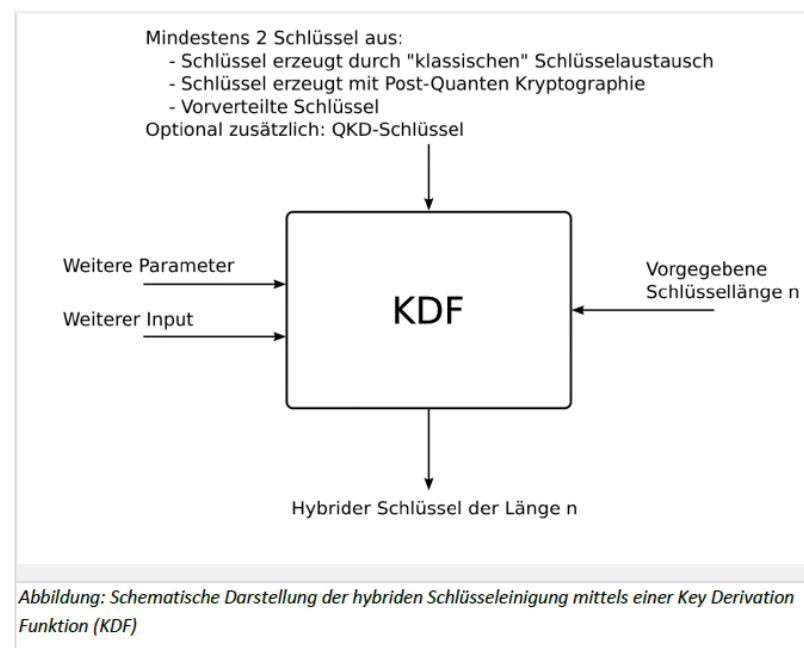 Mindestens 2 Schlüssel aus:
- Schlüssel erzeugt durch "klassischen" Schlüsselaustausch
- Schlüssel erzeugt mit Post-Quanten Kryptographie
- Vorverteilte Schlüssel
Optional zusätzlich: QKD-Schlüssel
Weitere Parameter
Weiterer Input
KDF
Vorgegebene
Schlüssellänge n
Hybrider Schlüssel der Länge n
Abbildung: Schematische Darstellung der hybriden Schlüsseleinigung mittels einer Key Derivation
Funktion (KDF)